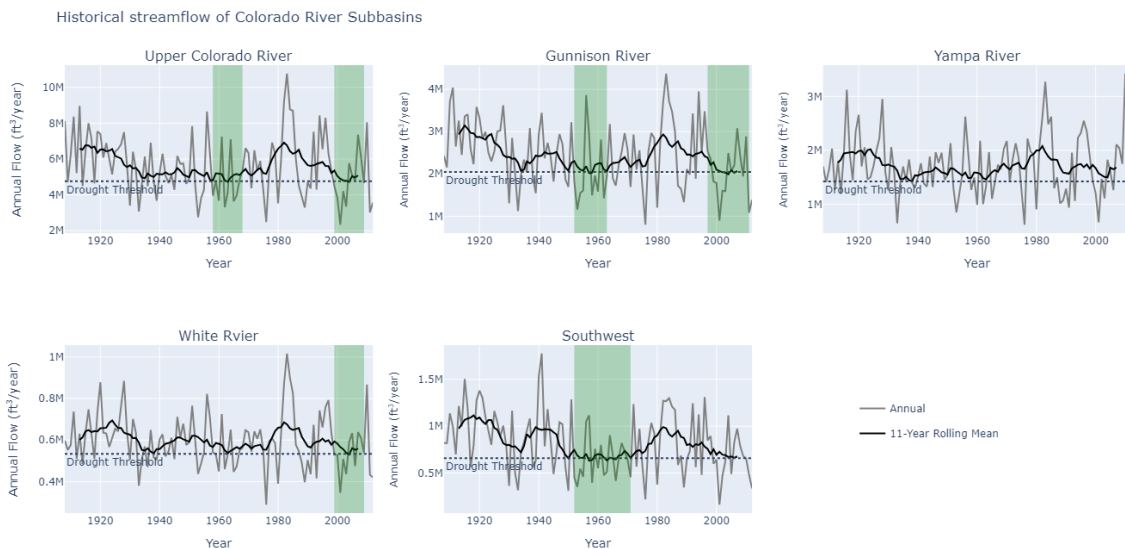 Historical streamflow of Colorado River Subbasins
Upper Colorado River
Gunnison River
Yampa River
Annual Flow (ft³/year)
10M
8M
6M
4M
2M
Drought Threshold
1920
1940
1960
1980
2000
Year
Annual Flow (ft³/year)
4M
3M
2M
1M
Drought Threshold
1920
1940
1960
1980
2000
Year
Annual Flow (ft³/year)
3M
2M
1M
Drought Threshold
1920
1940
1960
1980
2000
Year
White Rvier
Southwest
Annual Flow (ft³/year)
1M
0.8M
0.6M
0.4M
Drought Threshold
1920
1940
1960
1980
2000
Year
Annual Flow (ft³/year)
1.5M
1M
0.5M
Drought Threshold
1920
1940
1960
1980
2000
Year
Annual
11-Year Rolling Mean